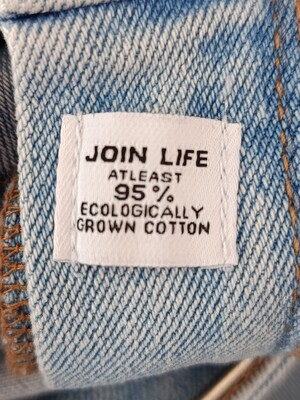 JOIN LIFE
ATLEAST
95%
ECOLOGICALLY
GROWN COTTON